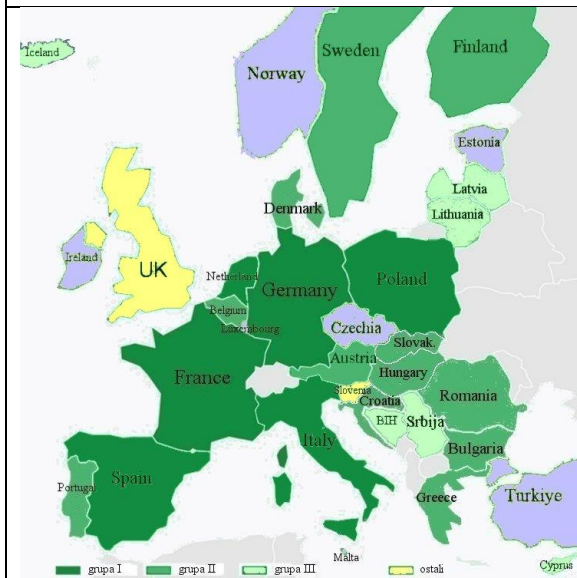 Iceland
Sweden
Finland
Norway
Estonia
Latvia
Lithuania
Denmark
Ireland
UK
Netherland
Germany
Poland
Belgium
Luxembourg
Czechia
Slovak.
Austria
Hungary
France
Slovenia
Croatia
Romania
BIH
Srbija
Italy
Bulgaria
Portugal
Spain
Greece
Turkiye
Malta
Cyprus
grupa I grupa II grupa III ostali